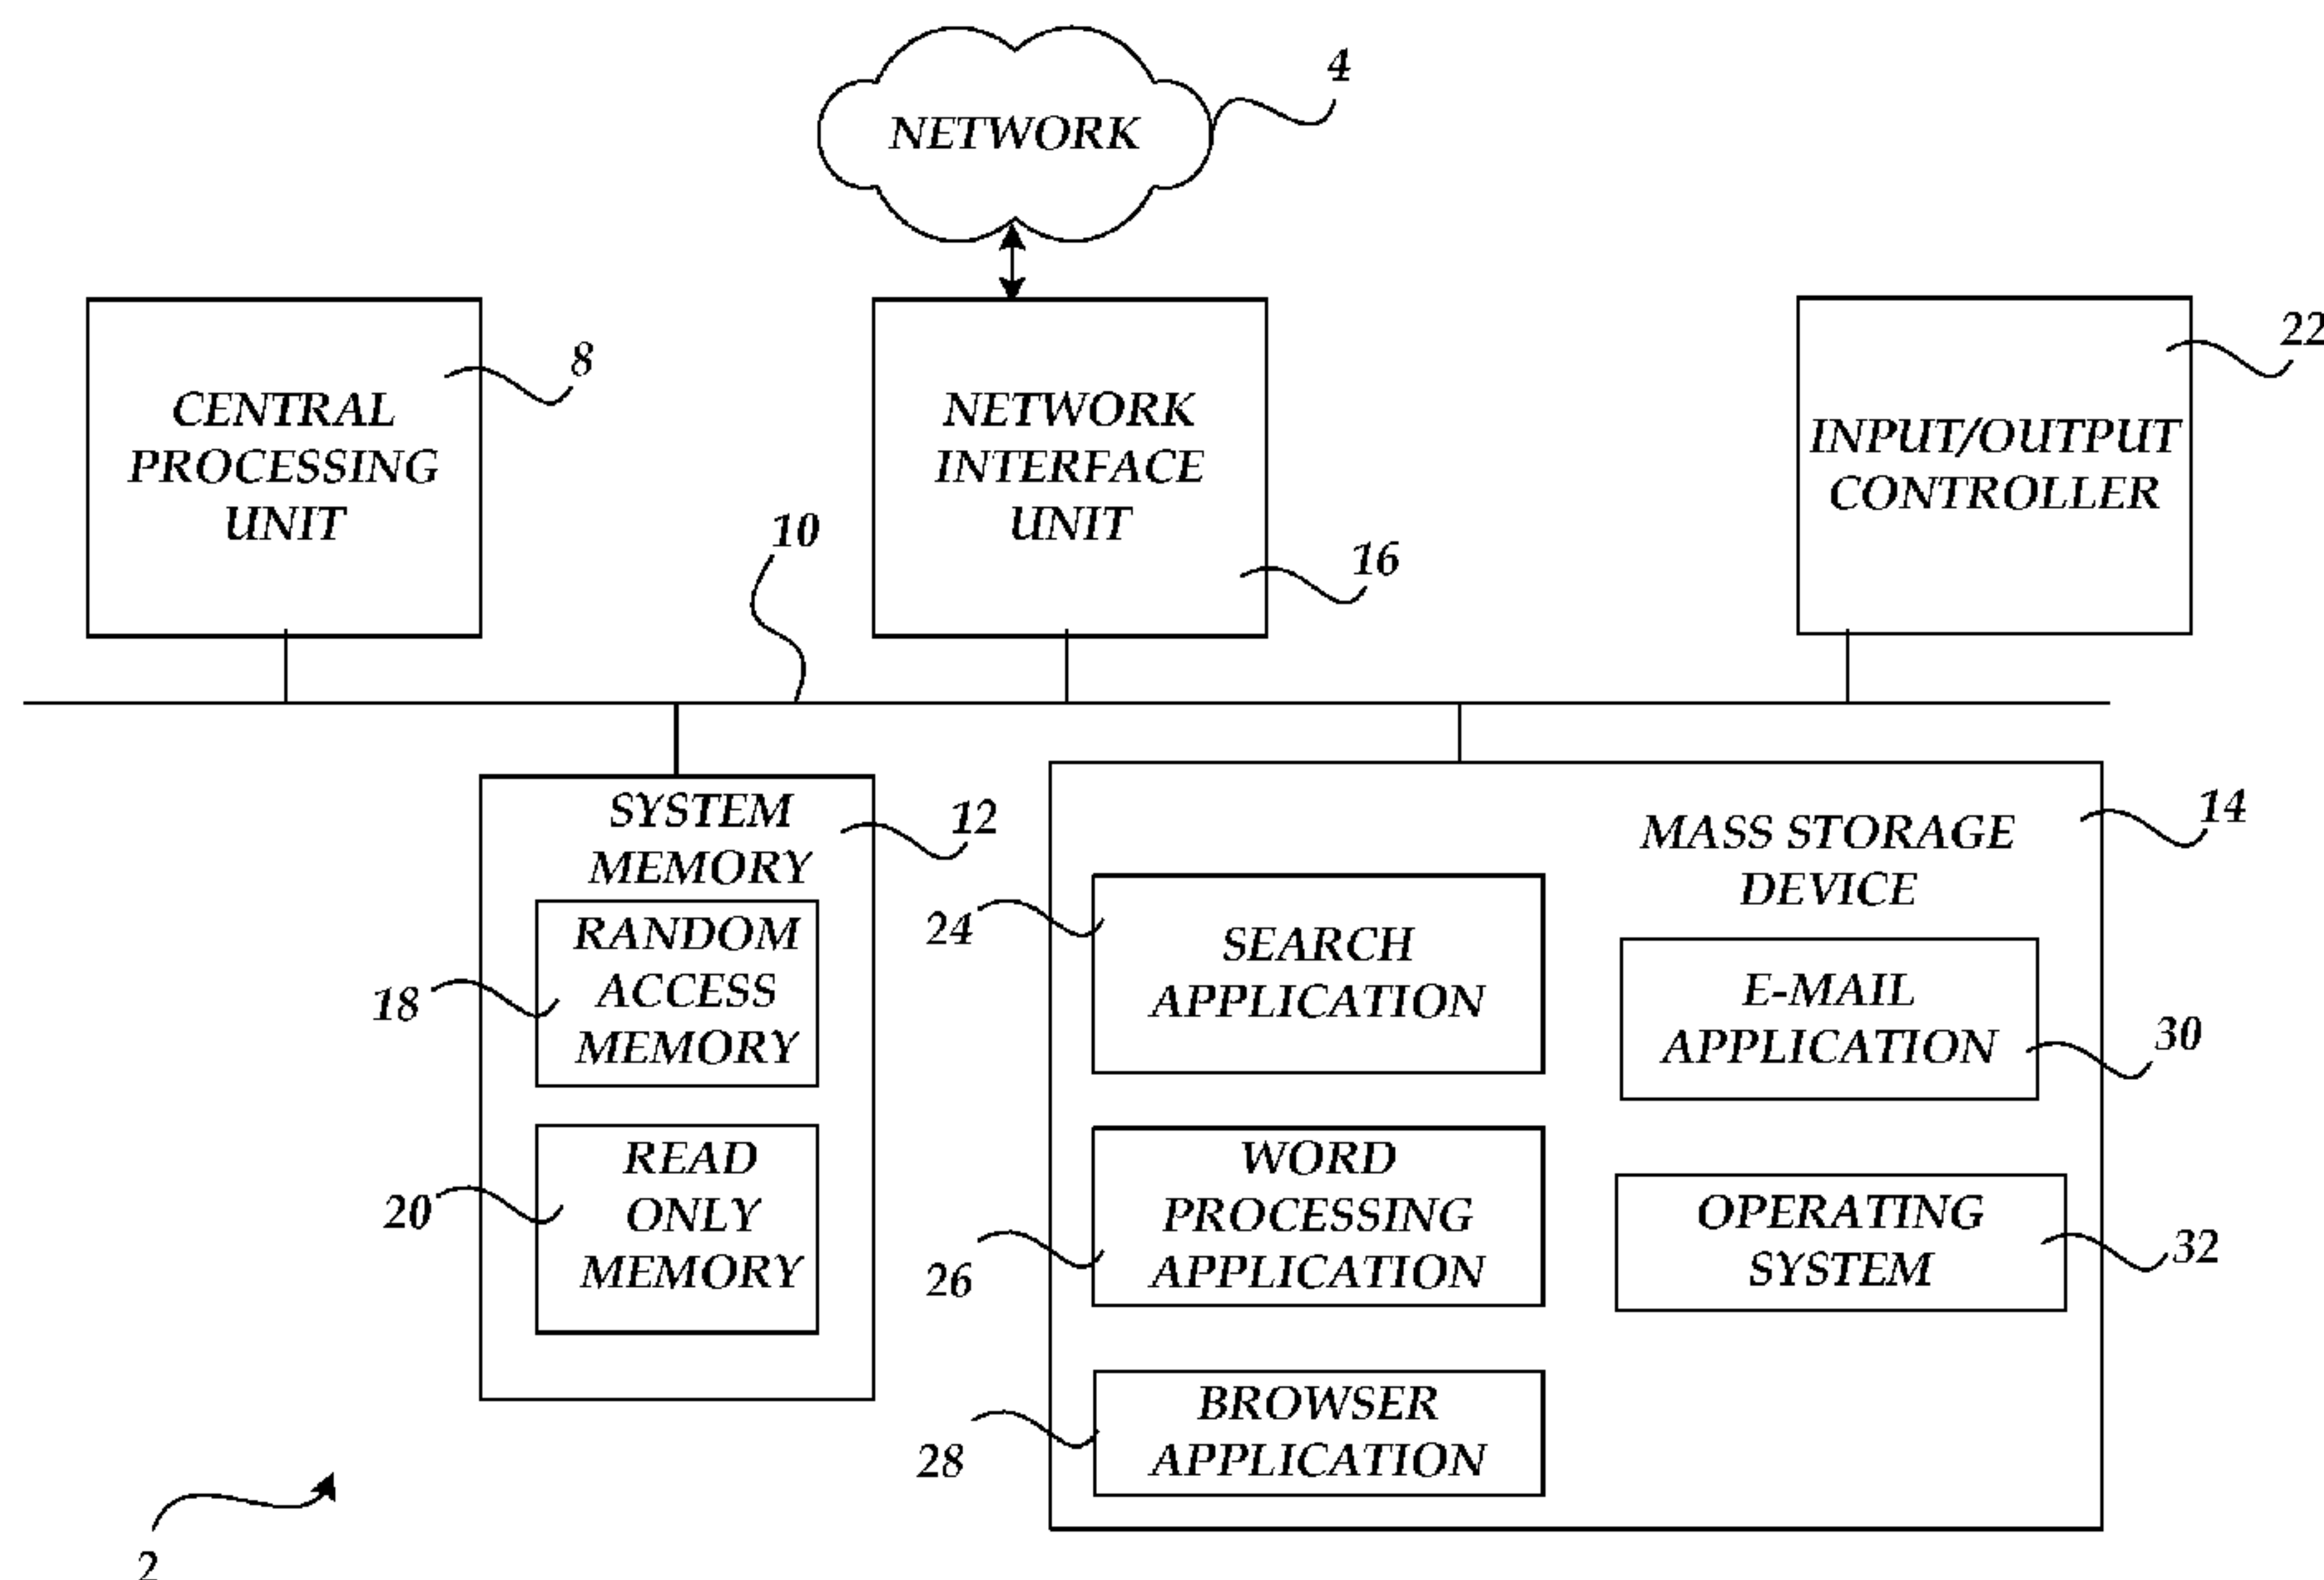 4
NETWORK
8
CENTRAL
PROCESSING
UNIT
NETWORK
INTERFACE
UNIT
16
22
INPUT/OUTPUT
CONTROLLER
10
SYSTEM
MEMORY
12
RANDOM
ACCESS
MEMORY
18
READ
ONLY
MEMORY
20
MASS STORAGE
DEVICE
14
24
SEARCH
APPLICATION
E-MAIL
APPLICATION
30
WORD
PROCESSING
APPLICATION
26
OPERATING
SYSTEM
32
BROWSER
APPLICATION
28
2